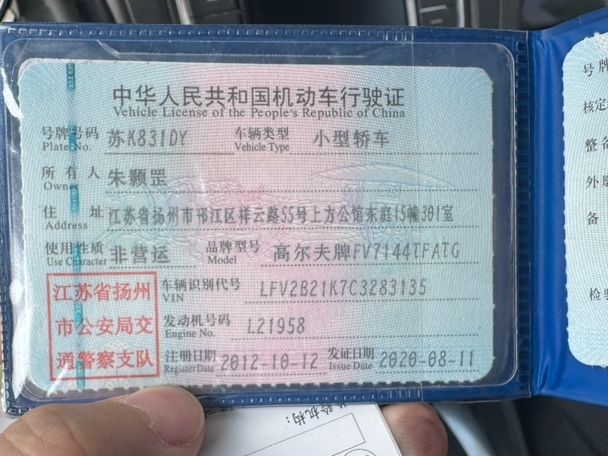 中华人民共和国机动车行驶证
Vehicle License of the People's Republic of China
号牌号码 苏K831DY 车辆类型 小型轿车
Plate No. Vehicle Type
所有人 朱颢罡
Owner
住址 江苏省扬州市邗江区祥云路55号上方公馆东庭15幢301室
Address
使用性质 非营运 品牌型号 高尔夫牌FV7144TFATG
Use Character Model
江苏省扬州
市公安局交
通警察支队
车辆识别代号 LFV2B21K7C3283135
VIN
发动机号码 L21958
Engine No.
注册日期 2012-10-12 发证日期 2020-08-11
Register Date Issue Date
号牌
核定
整备
外
备
检验
机构：